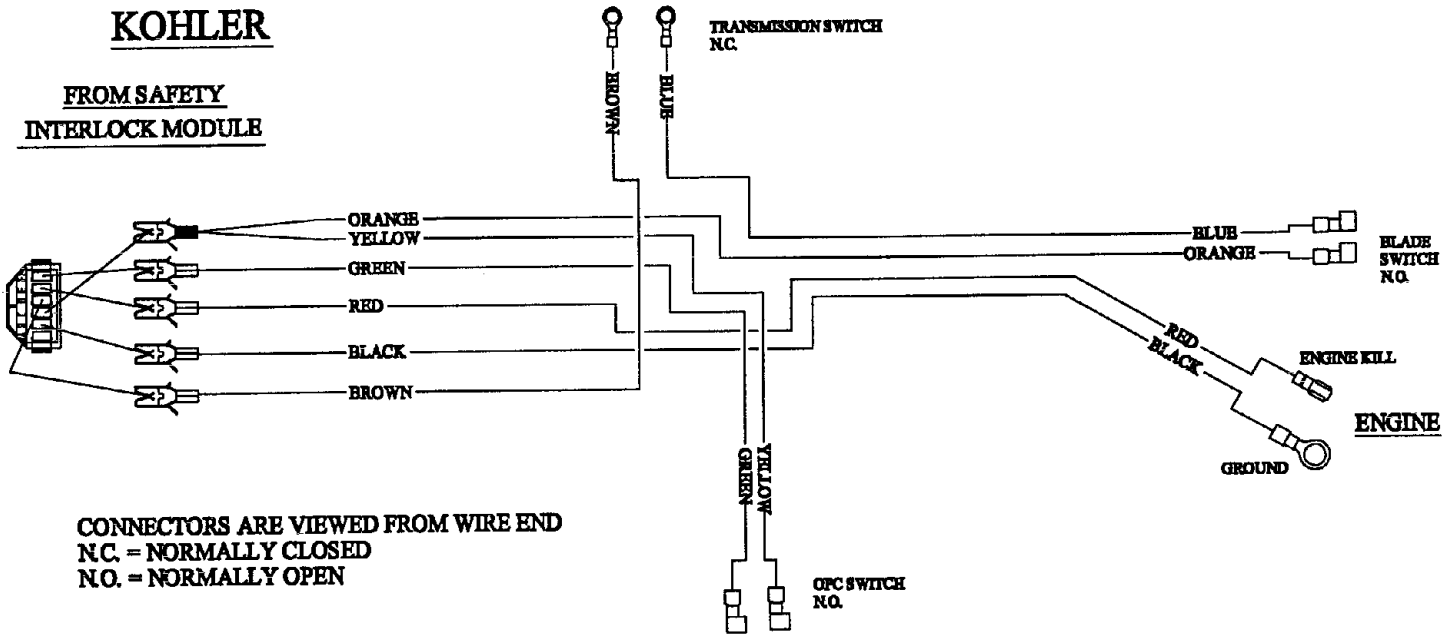 KOHLER
FROM SAFETY
INTERLOCK MODULE
TRANSMISSION SWITCH
N.C.
BROWN
BLUE
ORANGE
YELLOW
GREEN
RED
BLACK
BROWN
BLUE
ORANGE
BLADE
SWITCH
N.O.
RED
BLACK
ENGINE KILL
ENGINE
GROUND
GREEN
YELLOW
OPC SWITCH
N.O.
CONNECTORS ARE VIEWED FROM WIRE END
N.C. = NORMALLY CLOSED
N.O. = NORMALLY OPEN